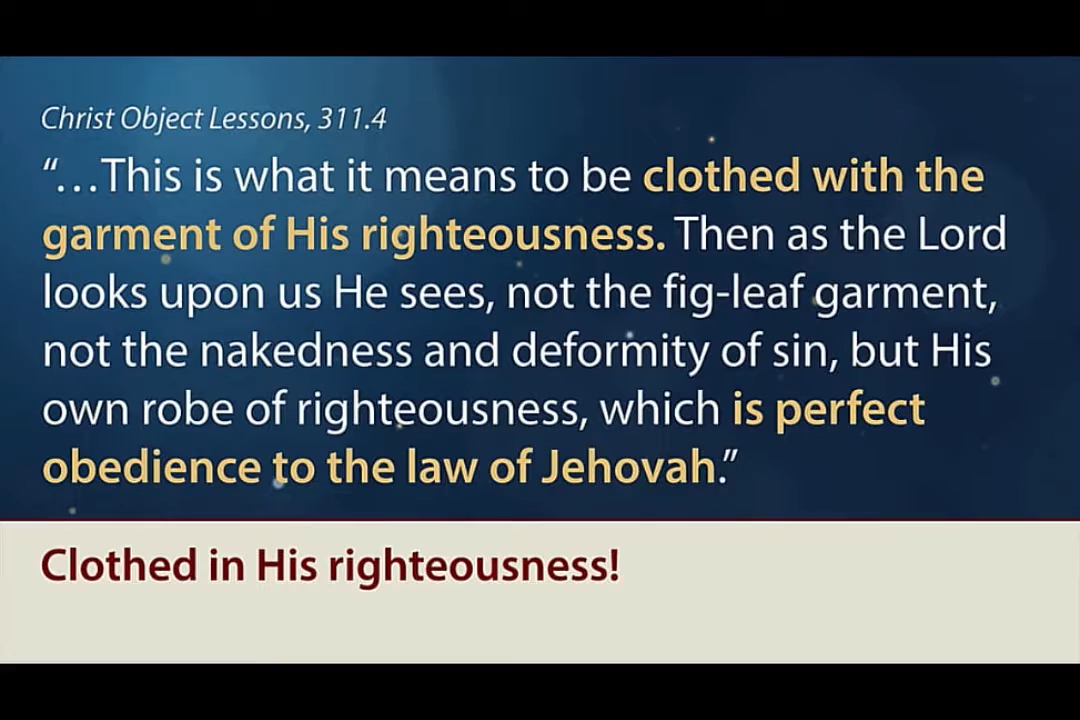 Christ Object Lessons, 311.4
“…This is what it means to be clothed with the
garment of His righteousness. Then as the Lord
looks upon us He sees, not the fig-leaf garment,
not the nakedness and deformity of sin, but His
own robe of righteousness, which is perfect
obedience to the law of Jehovah.”
Clothed in His righteousness!